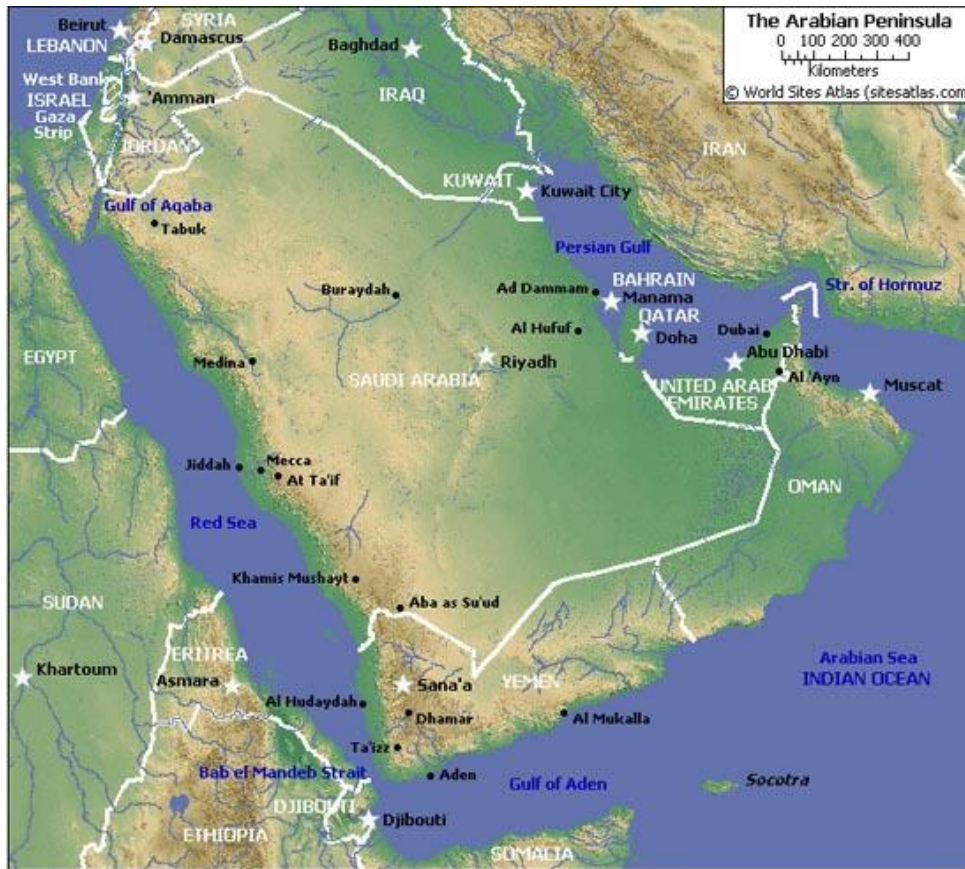 The Arabian Peninsula
0 100 200 300 400
Kilometers
© World Sites Atlas (sitesatlas.com)
Beirut
SYRIA
LEBANON
Damascus
Baghdad
West Bank
ISRAEL
'Amman
Gaza
Strip
IRAQ
JORDAN
IRAN
KUWAIT
Kuwait City
Gulf of Aqaba
Tabuk
Persian Gulf
BAHRAIN
Str. of Hormuz
Buraydah
Ad Dammam
Manama
QATAR
Al Hufuf
Doha
Dubai
EGYPT
Medina
Riyadh
Abu Dhabi
SAUDI ARABIA
Al 'Ayn
UNITED ARAB
EMIRATES
Muscat
Jiddah
Mecca
At Ta'if
OMAN
Red Sea
Khamis Mushayt
SUDAN
Aba as Su'ud
ERITREA
Arabian Sea
INDIAN OCEAN
Khartoum
Asmara
Sana'a
YEMEN
Al Hudaydah
Dhamar
Al Mukalla
Ta'izz
Bab el Mandeb Strait
Aden
Gulf of Aden
Socotra
DJIBOUTI
Djibouti
ETHIOPIA
SOMALIA